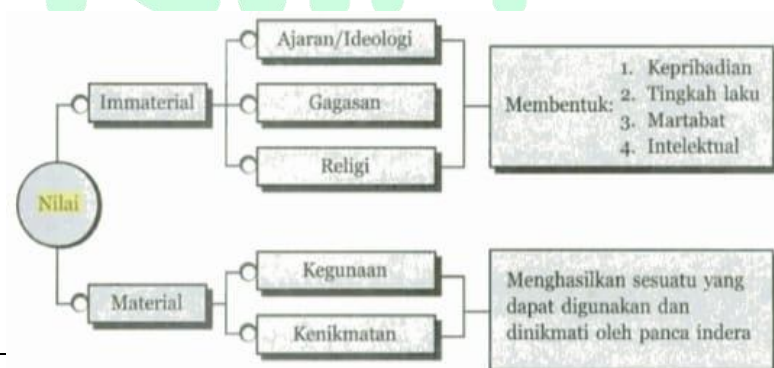 Nilai
Immaterial
Ajaran/Ideologi
Gagasan
Religi
Membentuk:
1. Kepribadian
2. Tingkah laku
3. Martabat
4. Intelektual
Material
Kegunaan
Kenikmatan
Menghasilkan sesuatu yang
dapat digunakan dan
dinikmati oleh panca indera